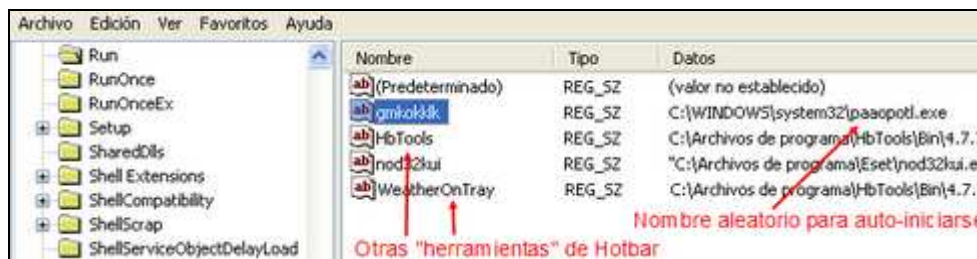 Archivo Edición Ver Favoritos Ayuda
Run
RunOnce
RunOnceEx
Setup
SharedDlls
Shell Extensions
ShellCompatibility
ShellScrap
ShellServiceObjectDelayLoad
Nombre Tipo Datos
(Predeterminado) REG_SZ (valor no establecido)
gmkokklk REG_SZ C:\WINDOWS\system32\paaopotl.exe
HbTools REG_SZ C:\Archivos de programa\HbTools\Bin\4.7.
nod32kui REG_SZ "C:\Archivos de programa\Eset\nod32kui.e
WeatherOnTray REG_SZ C:\Archivos de programa\HbTools\Bin\4.7.
Nombre aleatorio para auto-iniciarse
Otras "herramientas" de Hotbar